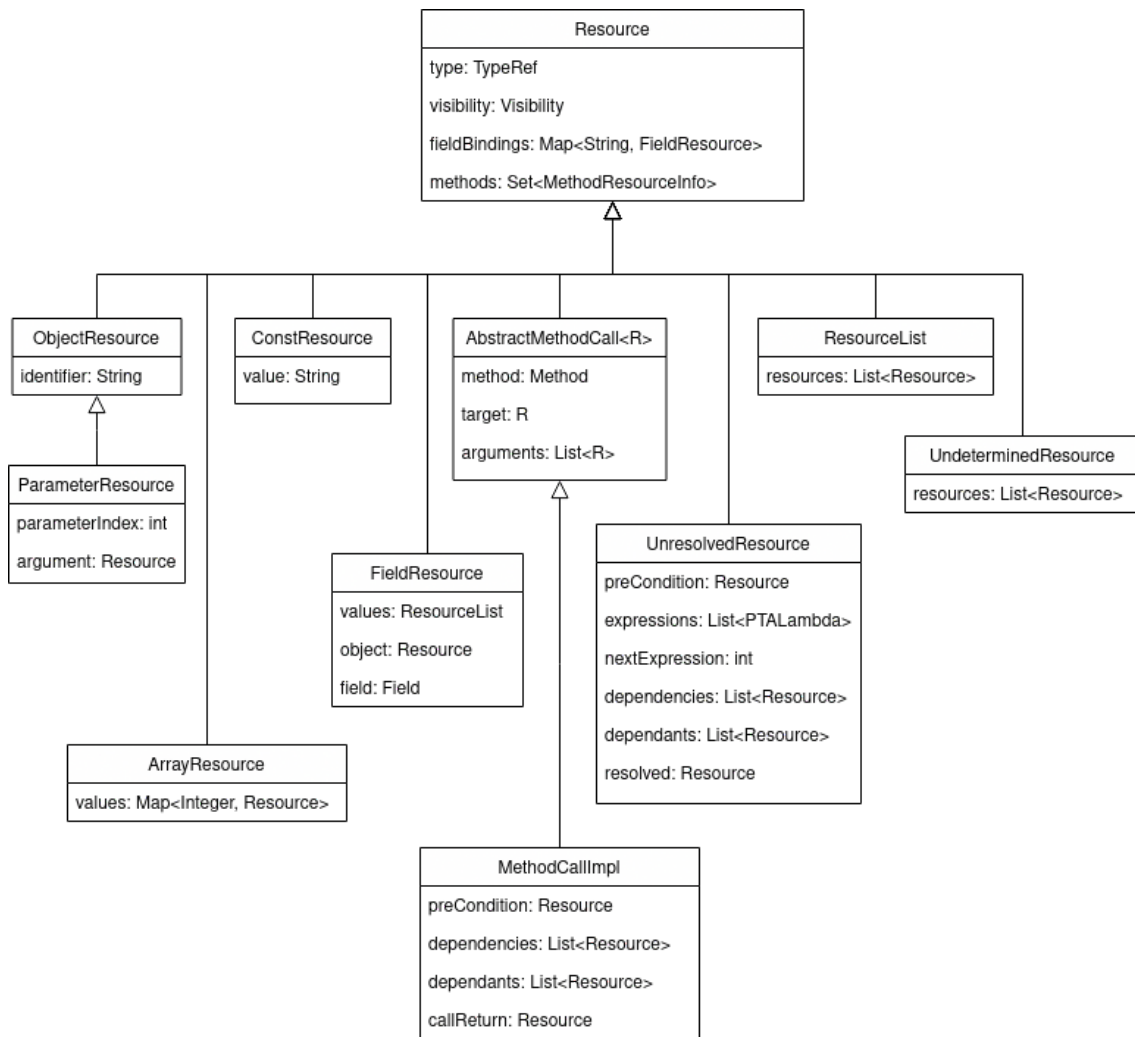 Resource
type: TypeRef
visibility: Visibility
fieldBindings: Map<String, FieldResource>
methods: Set<MethodResourceInfo>
ObjectResource
identifier: String
ConstResource
value: String
AbstractMethodCall<R>
method: Method
target: R
arguments: List<R>
ResourceList
resources: List<Resource>
UndeterminedResource
resources: List<Resource>
ParameterResource
parameterIndex: int
argument: Resource
FieldResource
values: ResourceList
object: Resource
field: Field
UnresolvedResource
preCondition: Resource
expressions: List<PTALambda>
nextExpression: int
dependencies: List<Resource>
dependants: List<Resource>
resolved: Resource
ArrayResource
values: Map<Integer, Resource>
MethodCallImpl
preCondition: Resource
dependencies: List<Resource>
dependants: List<Resource>
callReturn: Resource